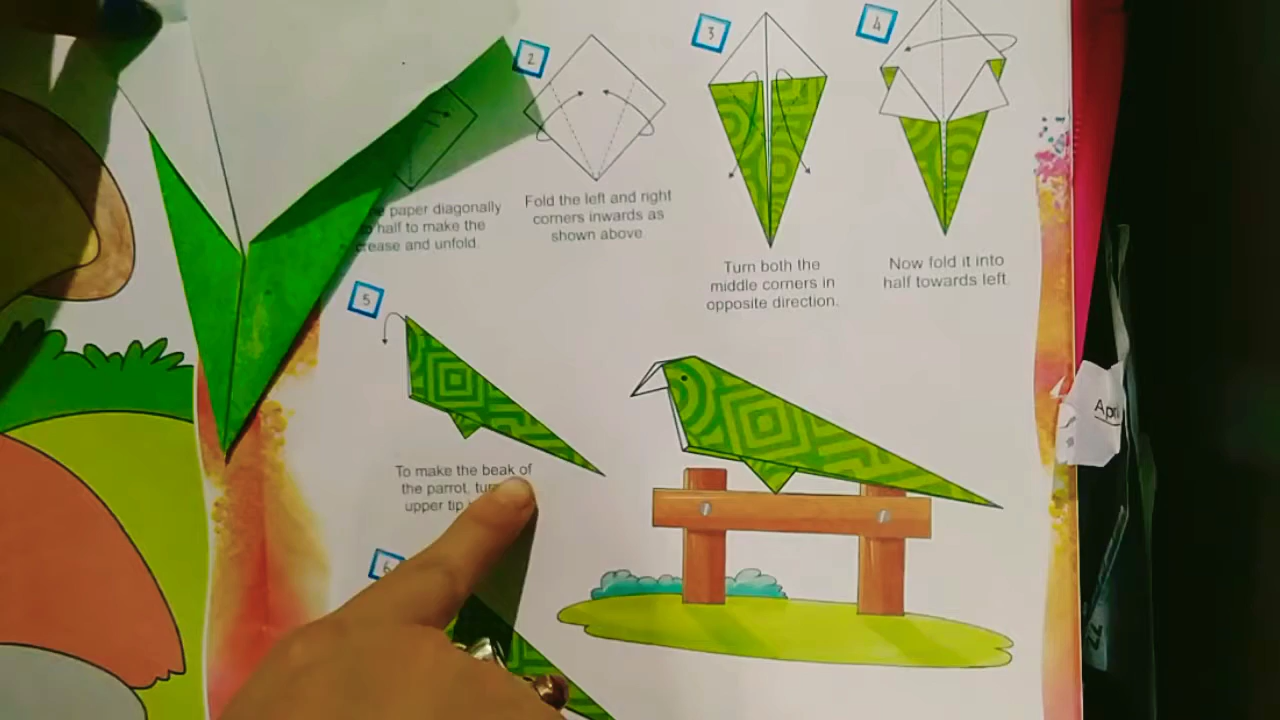 2
3
4
paper diagonally
half to make the
crease and unfold.
Fold the left and right
corners inwards as
shown above.
Turn both the
middle corners in
opposite direction.
Now fold it into
half towards left.
5
To make the beak of
the parrot,
upper tip
6